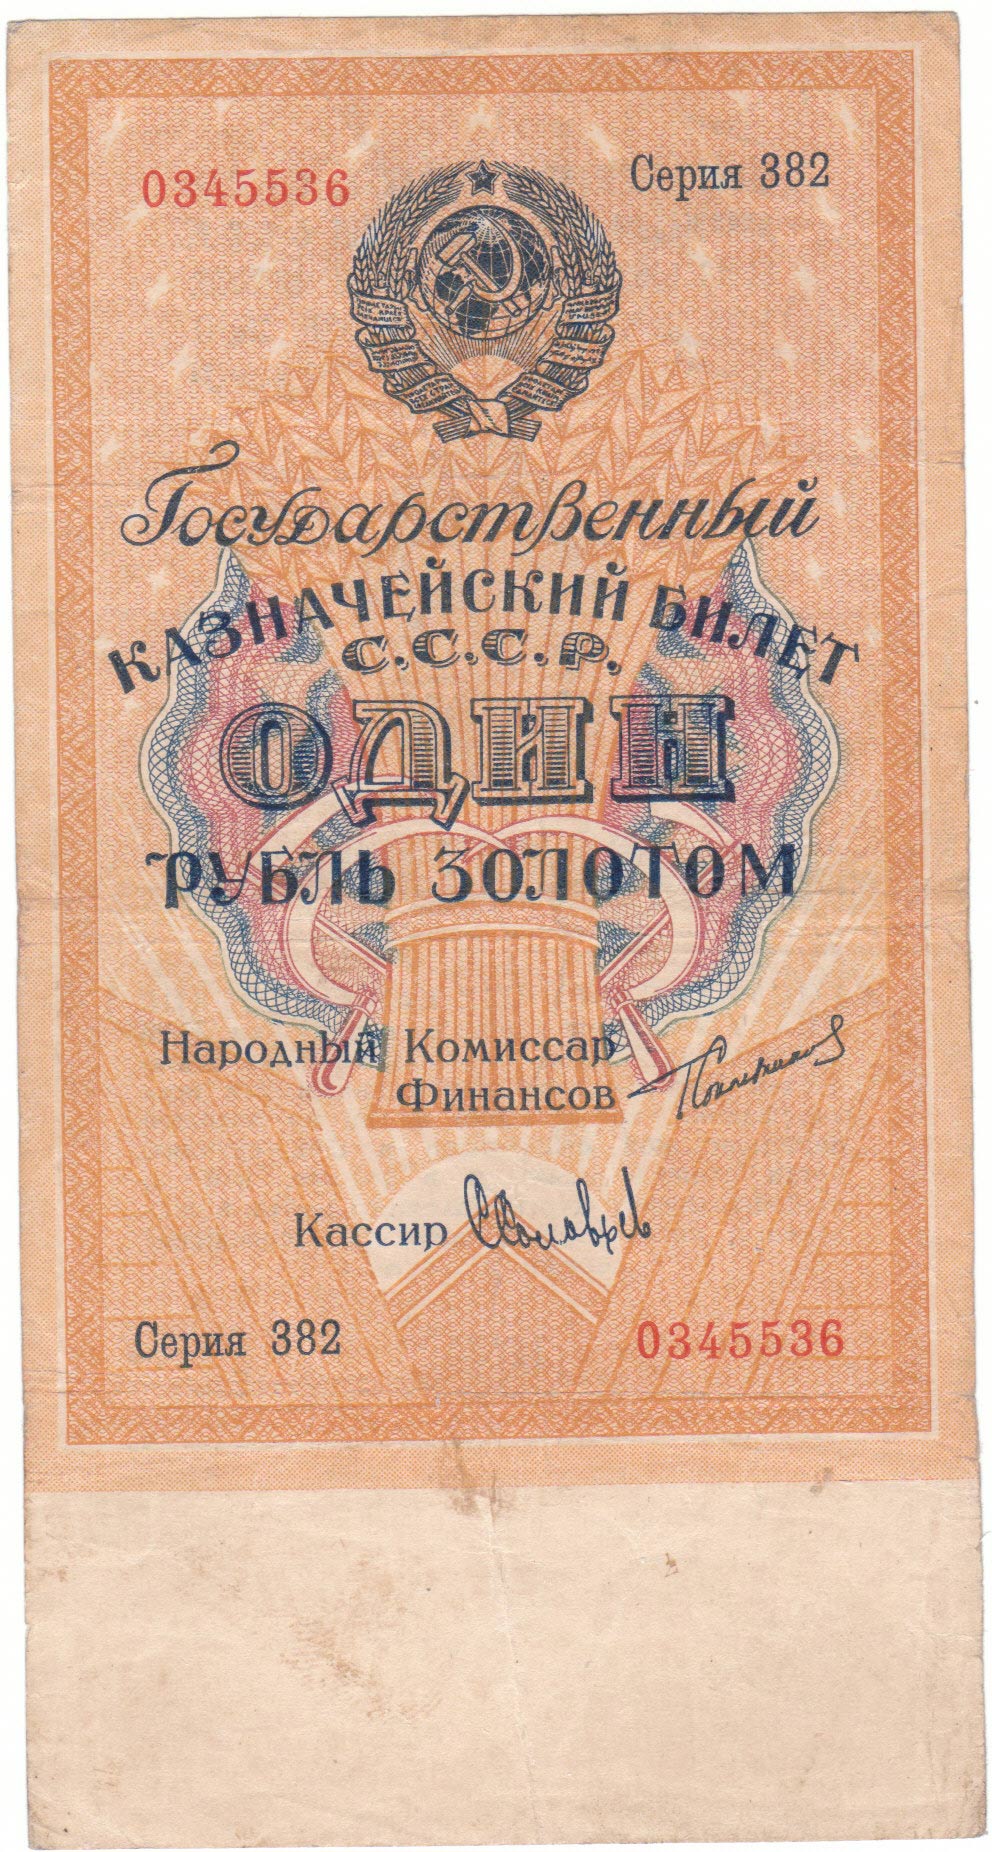 0345536
Серия 382
Государственный
КАЗНАЧЕЙСКИЙ БИЛЕТ
С.С.С.Р.
ОДИН
РУБЛЬ ЗОЛОТОМ
Народный Комиссар
Финансов
Кассир
Серия 382
0345536